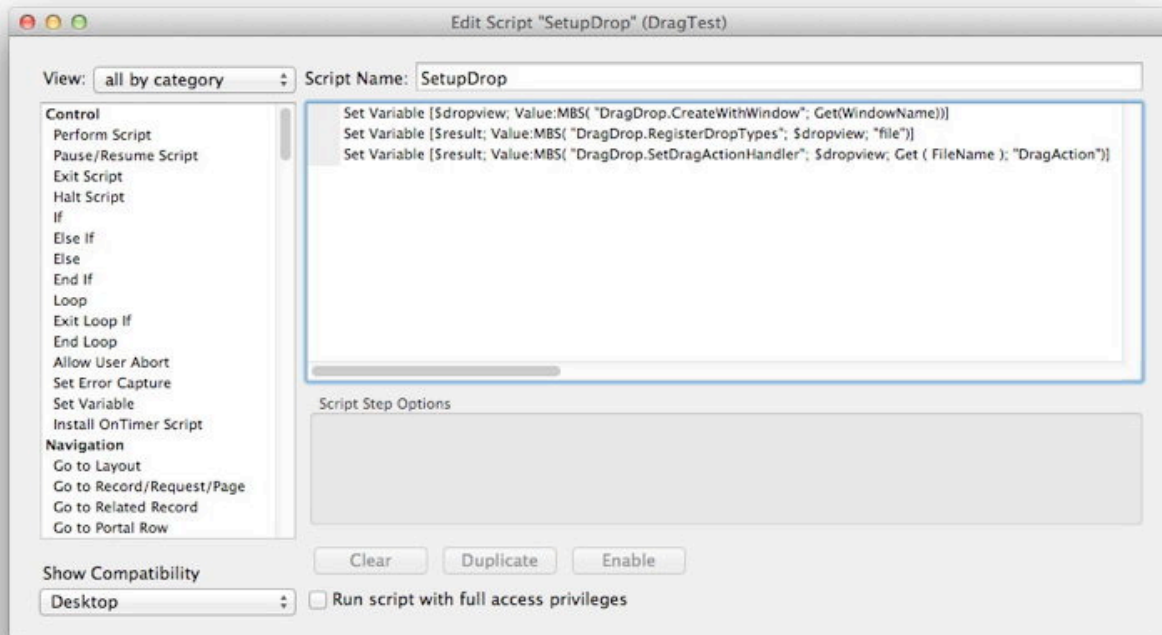 Edit Script "SetupDrop" (DragTest)
View: all by category
Script Name: SetupDrop
Control
Perform Script
Pause/Resume Script
Exit Script
Halt Script
If
Else If
Else
End If
Loop
Exit Loop If
End Loop
Allow User Abort
Set Error Capture
Set Variable
Install OnTimer Script
Navigation
Go to Layout
Go to Record/Request/Page
Go to Related Record
Go to Portal Row
Set Variable [$dropview; Value:MBS( "DragDrop.CreateWithWindow"; Get(WindowName))]
Set Variable [$result; Value:MBS( "DragDrop.RegisterDropTypes"; $dropview; "file")]
Set Variable [$result; Value:MBS( "DragDrop.SetDragActionHandler"; $dropview; Get ( FileName ); "DragAction")]
Script Step Options
Clear Duplicate Enable
Show Compatibility
Desktop
Run script with full access privileges